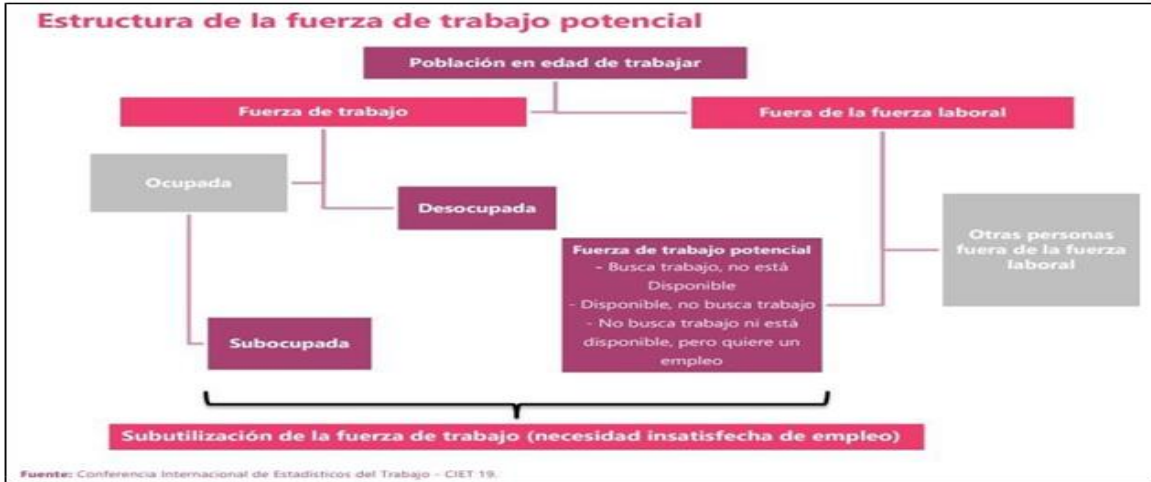 Estructura de la fuerza de trabajo potencial
Población en edad de trabajar
Fuerza de trabajo
Fuera de la fuerza laboral
Ocupada
Desocupada
Otras personas
fuera de la fuerza
laboral
Fuerza de trabajo potencial
- Busca trabajo, no está
Disponible
- Disponible, no busca trabajo
- No busca trabajo ni está
disponible, pero quiere un
empleo
Subocupada
Subutilización de la fuerza de trabajo (necesidad insatisfecha de empleo)
Fuente: Conferencia Internacional de Estadísticos del Trabajo - CIET 19.